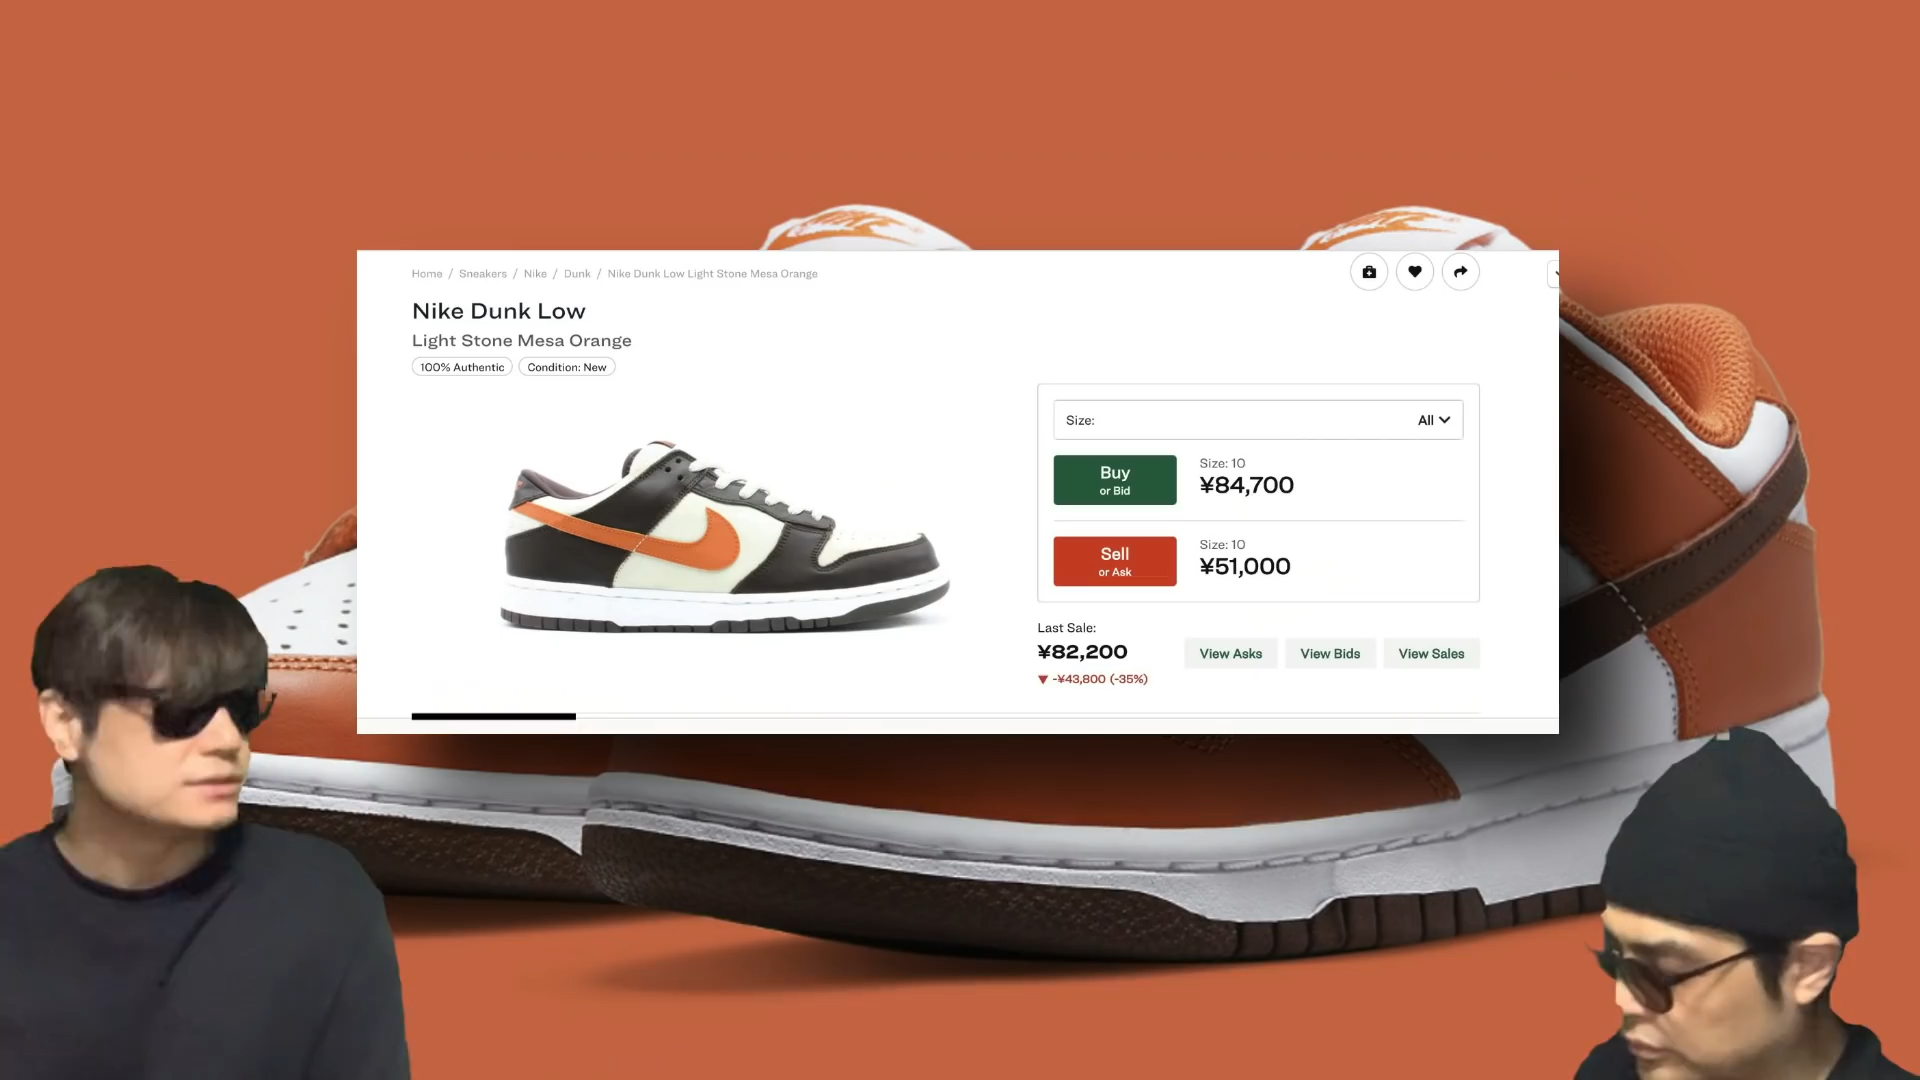 Home / Sneakers / Nike / Dunk / Nike Dunk Low Light Stone Mesa Orange
Nike Dunk Low
Light Stone Mesa Orange
100% Authentic
Condition: New
Size:
All
Buy
or Bid
Size: 10
¥84,700
Sell
or Ask
Size: 10
¥51,000
Last Sale:
¥82,200
▼ -¥43,800 (-35%)
View Asks
View Bids
View Sales